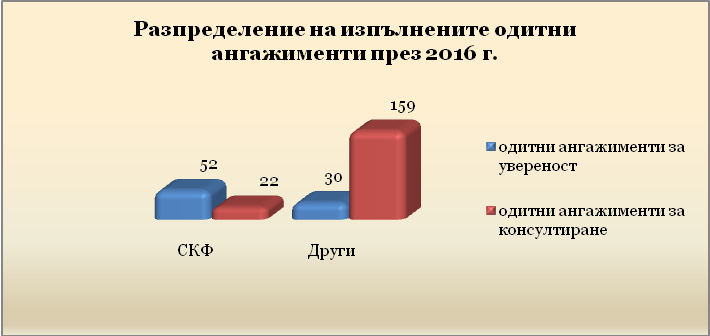 Разпределение на изпълнените одитни
ангажименти през 2016 г.
159
52
22
30
СКФ
Други
одитни ангажименти за
увереност
одитни ангажименти за
консултиране